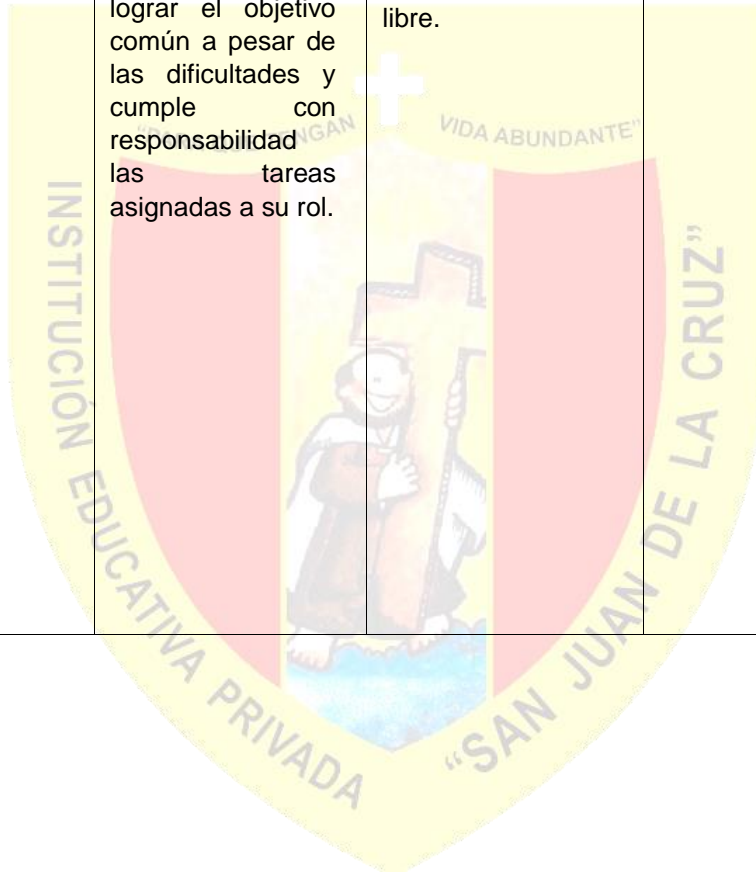 lograr el objetivo
común a pesar de
las dificultades y
cumple con
responsabilidad
las tareas
asignadas a su rol.
libre.
VIDA ABUNDANTE”
INSTITUCIÓN EDUCATIVA PRIVADA
“SAN JUAN DE LA CRUZ”